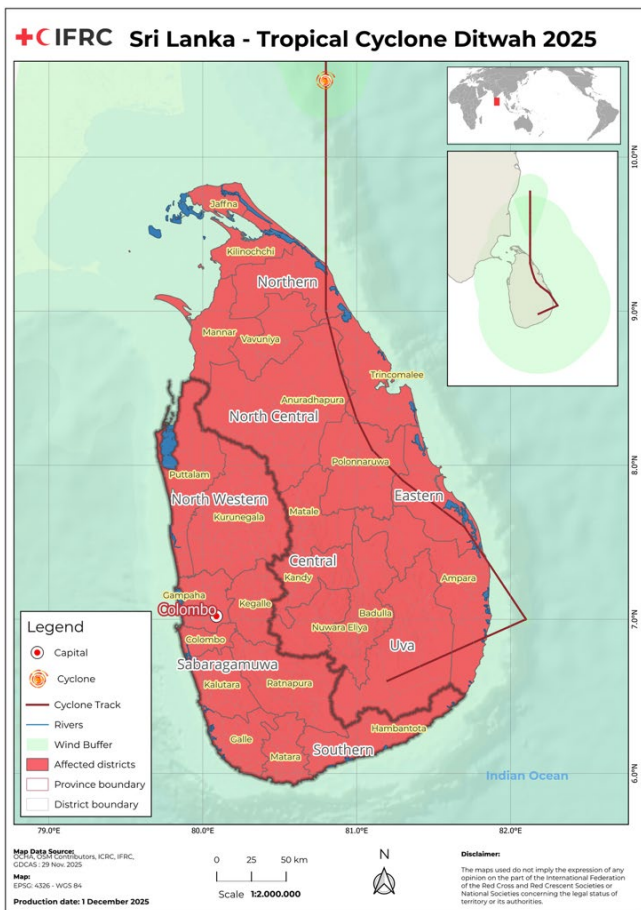 IFRC Sri Lanka - Tropical Cyclone Ditwah 2025
10.0°N
Jaffna
Kilinochchi
Northern
9.0°N
Mannar
Vavuniya
Trincomalee
Anuradhapura
North Central
8.0°N
Polonnaruwa
Puttalam
Eastern
North Western
Matale
Kurunegala
Central
Kandy
Ampara
Gampaha
Kegalle
Colombo
Badulla
7.0°N
Nuwara Eliya
Colombo
Uva
Sabaragamuwa
Kalutara
Ratnapura
Hambantota
Galle
Southern
Matara
6.0°N
Indian Ocean
79.0°E
80.0°E
81.0°E
82.0°E
Legend
Capital
Cyclone
Cyclone Track
Rivers
Wind Buffer
Affected districts
Province boundary
District boundary
Map Data Source:
OCHA, OSM Contributors, ICRC, IFRC,
GDCAS : 29 Nov. 2025
Map:
EPSG: 4326 - WGS 84
Production date: 1 December 2025
0 25 50 km
Scale 1:2.000.000
N
Disclaimer:
The maps used do not imply the expression of any
opinion on the part of the International Federation
of the Red Cross and Red Crescent Societies or
National Societies concerning the legal status of
territory or its authorities.